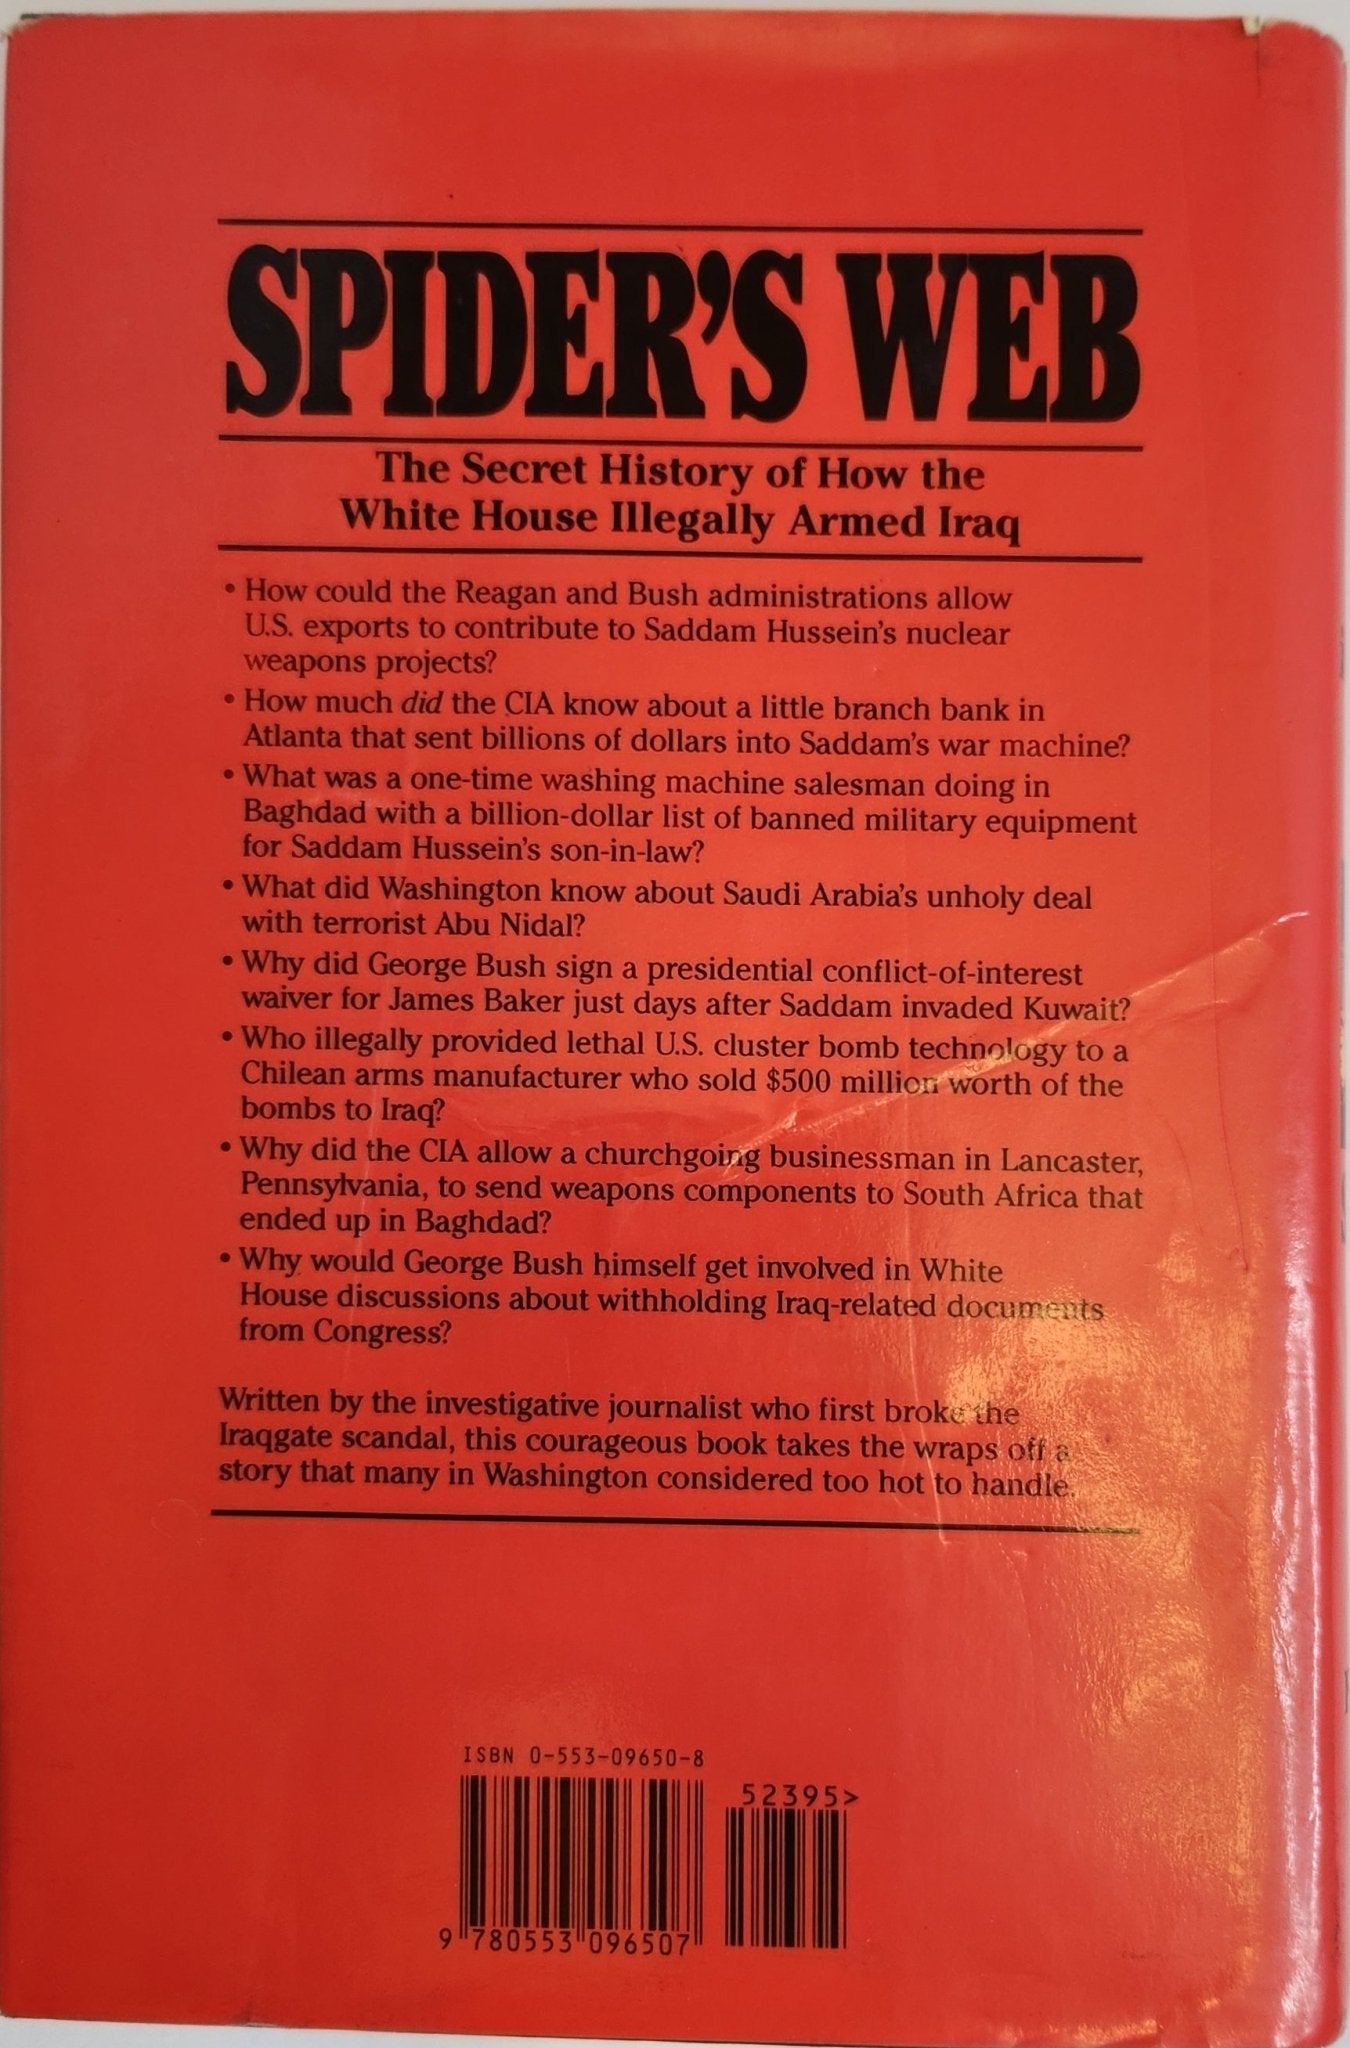 SPIDER'S WEB
The Secret History of How the
White House Illegally Armed Iraq
• How could the Reagan and Bush administrations allow
U.S. exports to contribute to Saddam Hussein's nuclear
weapons projects?
• How much did the CIA know about a little branch bank in
Atlanta that sent billions of dollars into Saddam's war machine?
• What was a one-time washing machine salesman doing in
Baghdad with a billion-dollar list of banned military equipment
for Saddam Hussein's son-in-law?
• What did Washington know about Saudi Arabia's unholy deal
with terrorist Abu Nidal?
• Why did George Bush sign a presidential conflict-of-interest
waiver for James Baker just days after Saddam invaded Kuwait?
• Who illegally provided lethal U.S. cluster bomb technology to a
Chilean arms manufacturer who sold $500 million worth of the
bombs to Iraq?
• Why did the CIA allow a churchgoing businessman in Lancaster,
Pennsylvania, to send weapons components to South Africa that
ended up in Baghdad?
• Why would George Bush himself get involved in White
House discussions about withholding Iraq-related documents
from Congress?
Written by the investigative journalist who first broke the
Iraqgate scandal, this courageous book takes the wraps off a
story that many in Washington considered too hot to handle.
ISBN 0-553-09650-8
52395>
9 780553 096507